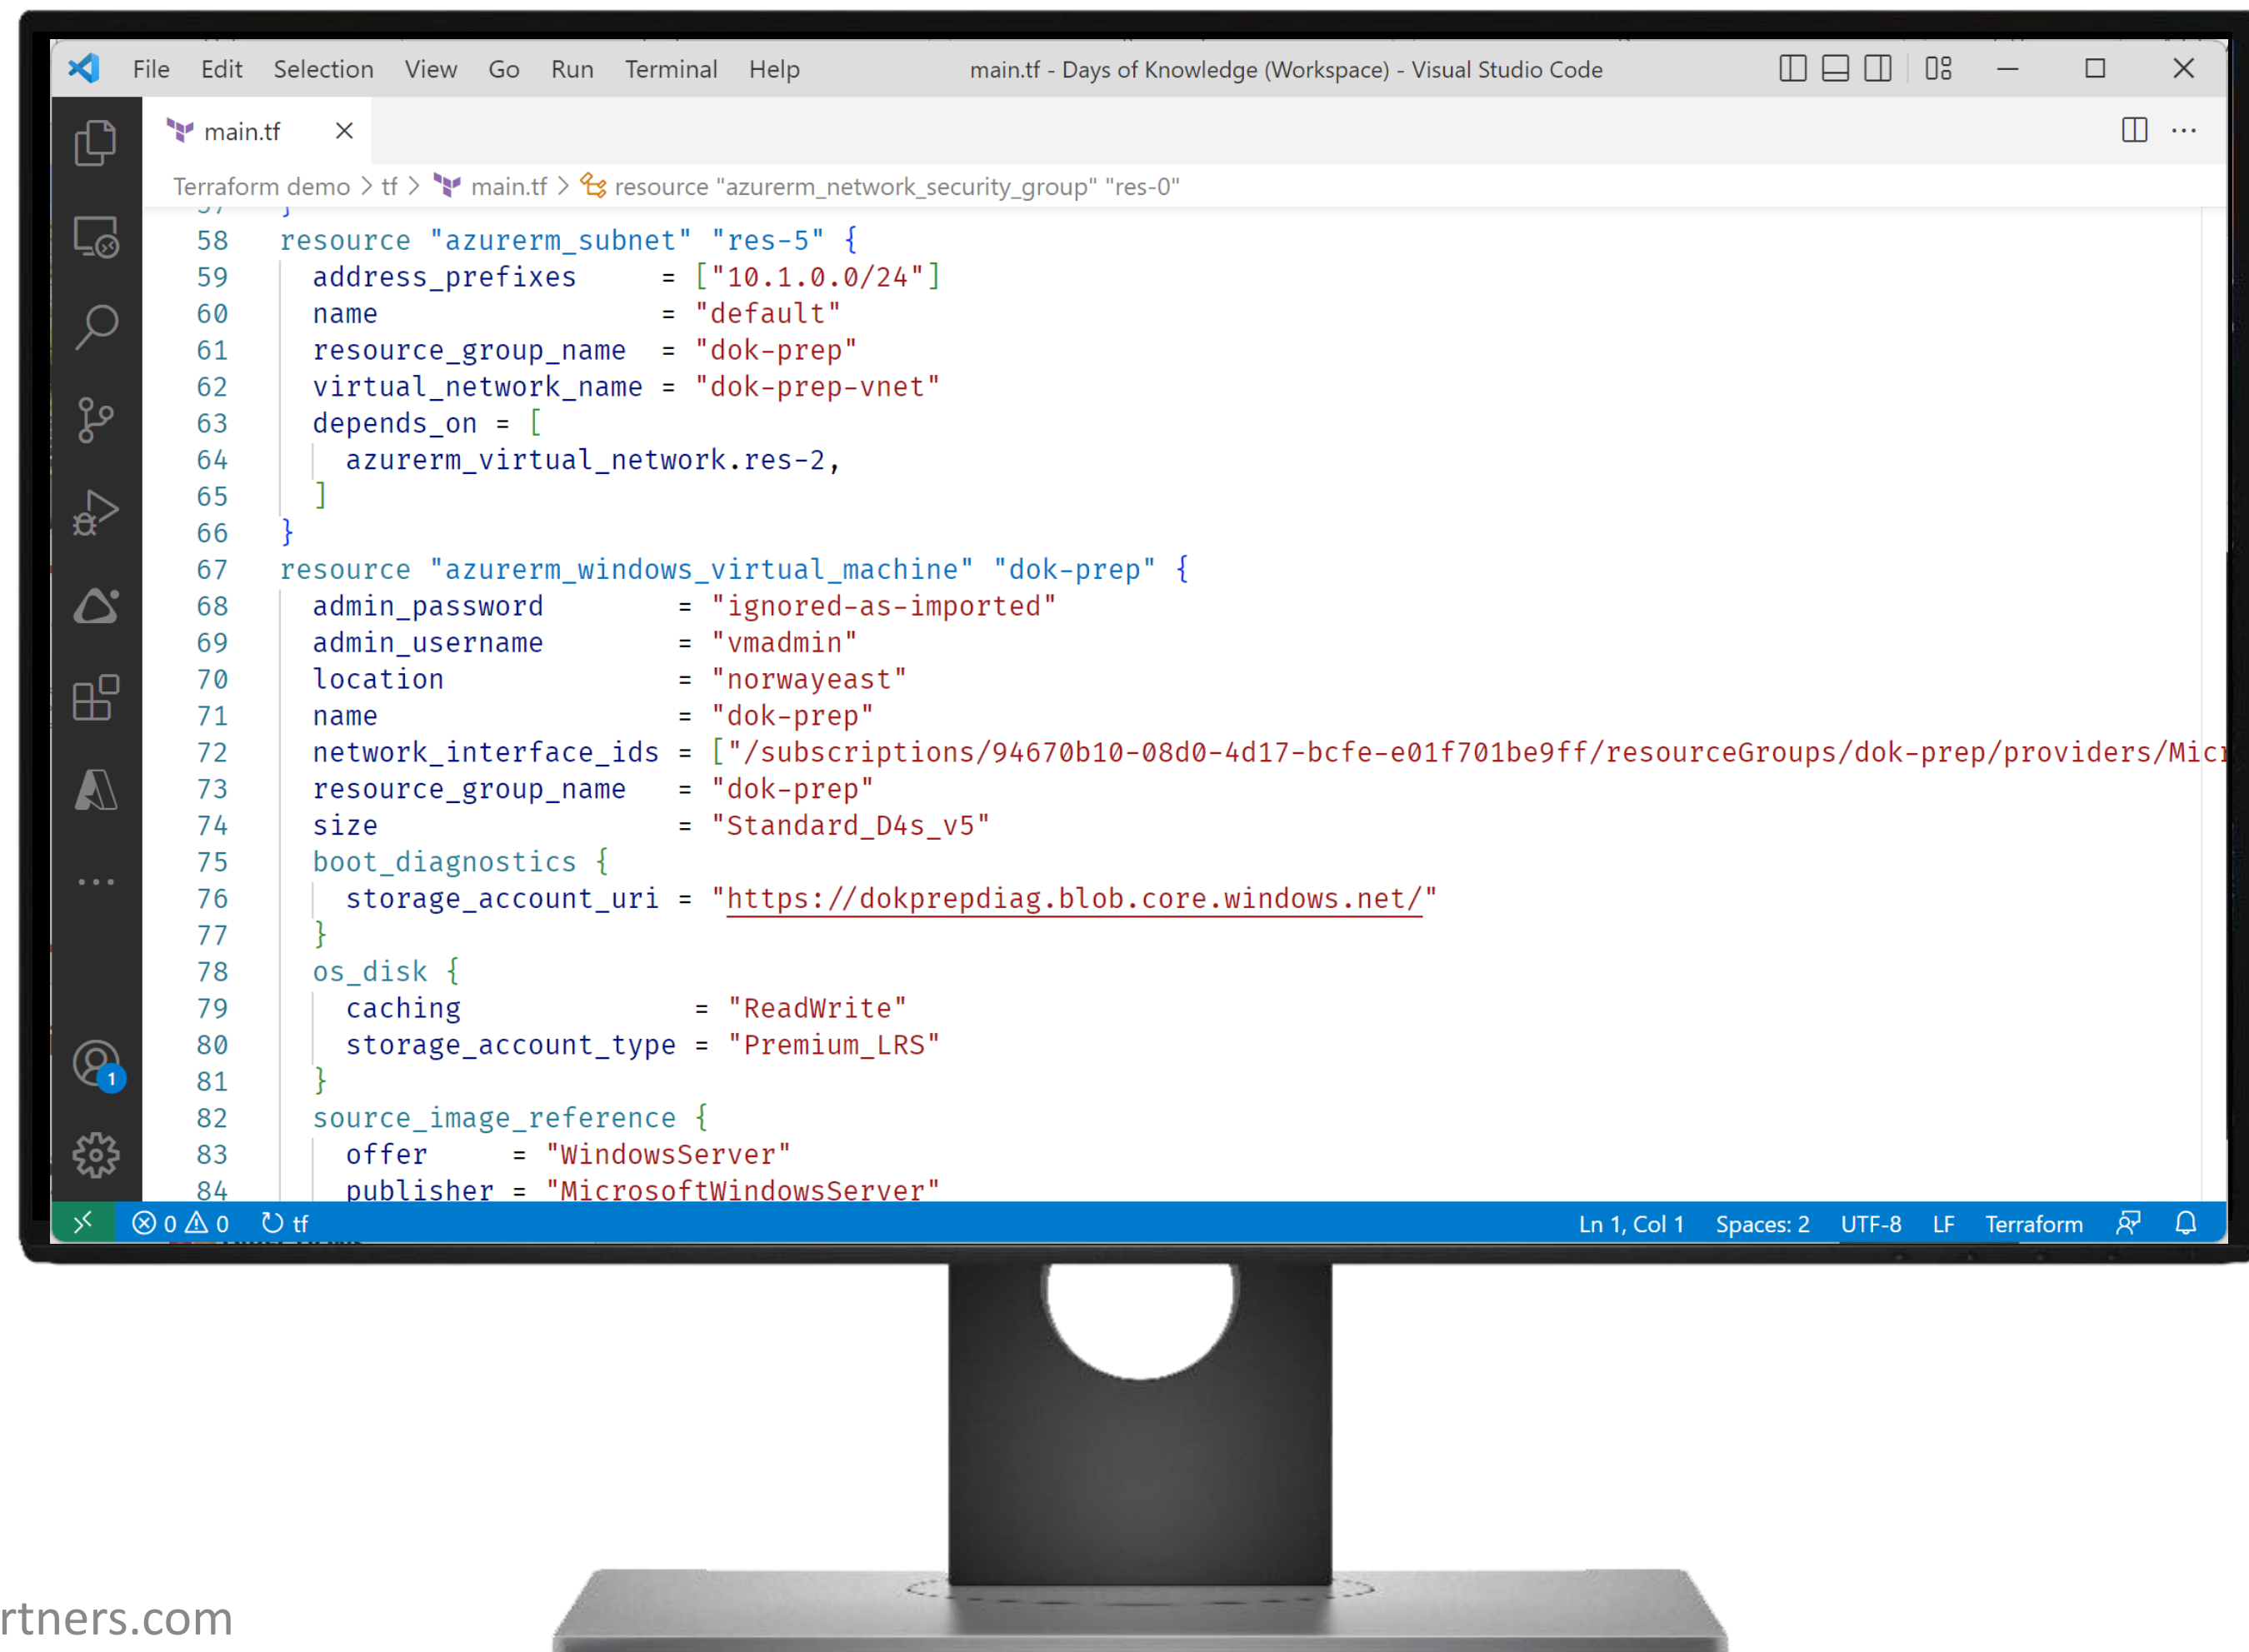 File Edit Selection View Go Run Terminal Help main.tf - Days of Knowledge (Workspace) - Visual Studio Code
main.tf
Terraform demo > tf > main.tf > resource "azurerm_network_security_group" "res-0"
57 }
58 resource "azurerm_subnet" "res-5" {
59 address_prefixes = ["10.1.0.0/24"]
60 name = "default"
61 resource_group_name = "dok-prep"
62 virtual_network_name = "dok-prep-vnet"
63 depends_on = [
64 azurerm_virtual_network.res-2,
65 ]
66 }
67 resource "azurerm_windows_virtual_machine" "dok-prep" {
68 admin_password = "ignored-as-imported"
69 admin_username = "vmadmin"
70 location = "norwayeast"
71 name = "dok-prep"
72 network_interface_ids = ["/subscriptions/94670b10-08d0-4d17-bcfe-e01f701be9ff/resourceGroups/dok-prep/providers/Micr
73 resource_group_name = "dok-prep"
74 size = "Standard_D4s_v5"
75 boot_diagnostics {
76 storage_account_uri = "https://dokprepdiag.blob.core.windows.net/"
77 }
78 os_disk {
79 caching = "ReadWrite"
80 storage_account_type = "Premium_LRS"
81 }
82 source_image_reference {
83 offer = "WindowsServer"
84 publisher = "MicrosoftWindowsServer"
1
0 0 tf Ln 1, Col 1 Spaces: 2 UTF-8 LF Terraform
rtners.com